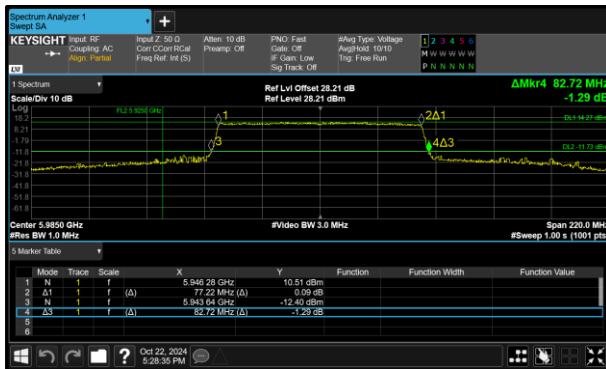 Spectrum Analyzer 1
Swept SA
KEYSIGHT Input: RF Input Z: 50 Ω Atten: 10 dB PNO: Fast #Avg Type: Voltage 1 2 3 4 5 6
Coupling: AC Corr CCorr RCal Preamp: Off Gate: Off Avg|Hold: 10/10 M W W W W W
Align: Partial Freq Ref: Int (S) IF Gain: Low Trig: Free Run
Sig Track: Off P N N N N N
LXI
1 Spectrum Ref Lvl Offset 28.21 dB ΔMkr4 82.72 MHz
Scale/Div 10 dB Ref Level 28.21 dBm -1.29 dB
Log
18.2 FL2 5.9250 GHz 1 2Δ1 DL1 14.27 dBm
8.21
-1.79 3 4Δ3
-11.8 DL2 -11.73 dBm
-21.8
-31.8
-41.8
-51.8
-61.8
Center 5.9850 GHz #Video BW 3.0 MHz Span 220.0 MHz
#Res BW 1.0 MHz #Sweep 1.00 s (1001 pts)
5 Marker Table
Mode Trace Scale X Y Function Function Width Function Value
1 N 1 f 5.946 28 GHz 10.51 dBm
2 Δ1 1 f (Δ) 77.22 MHz (Δ) 0.09 dB
3 N 1 f 5.943 64 GHz -12.40 dBm
4 Δ3 1 f (Δ) 82.72 MHz (Δ) -1.29 dB
5
6
? Oct 22, 2024
5:28:35 PM